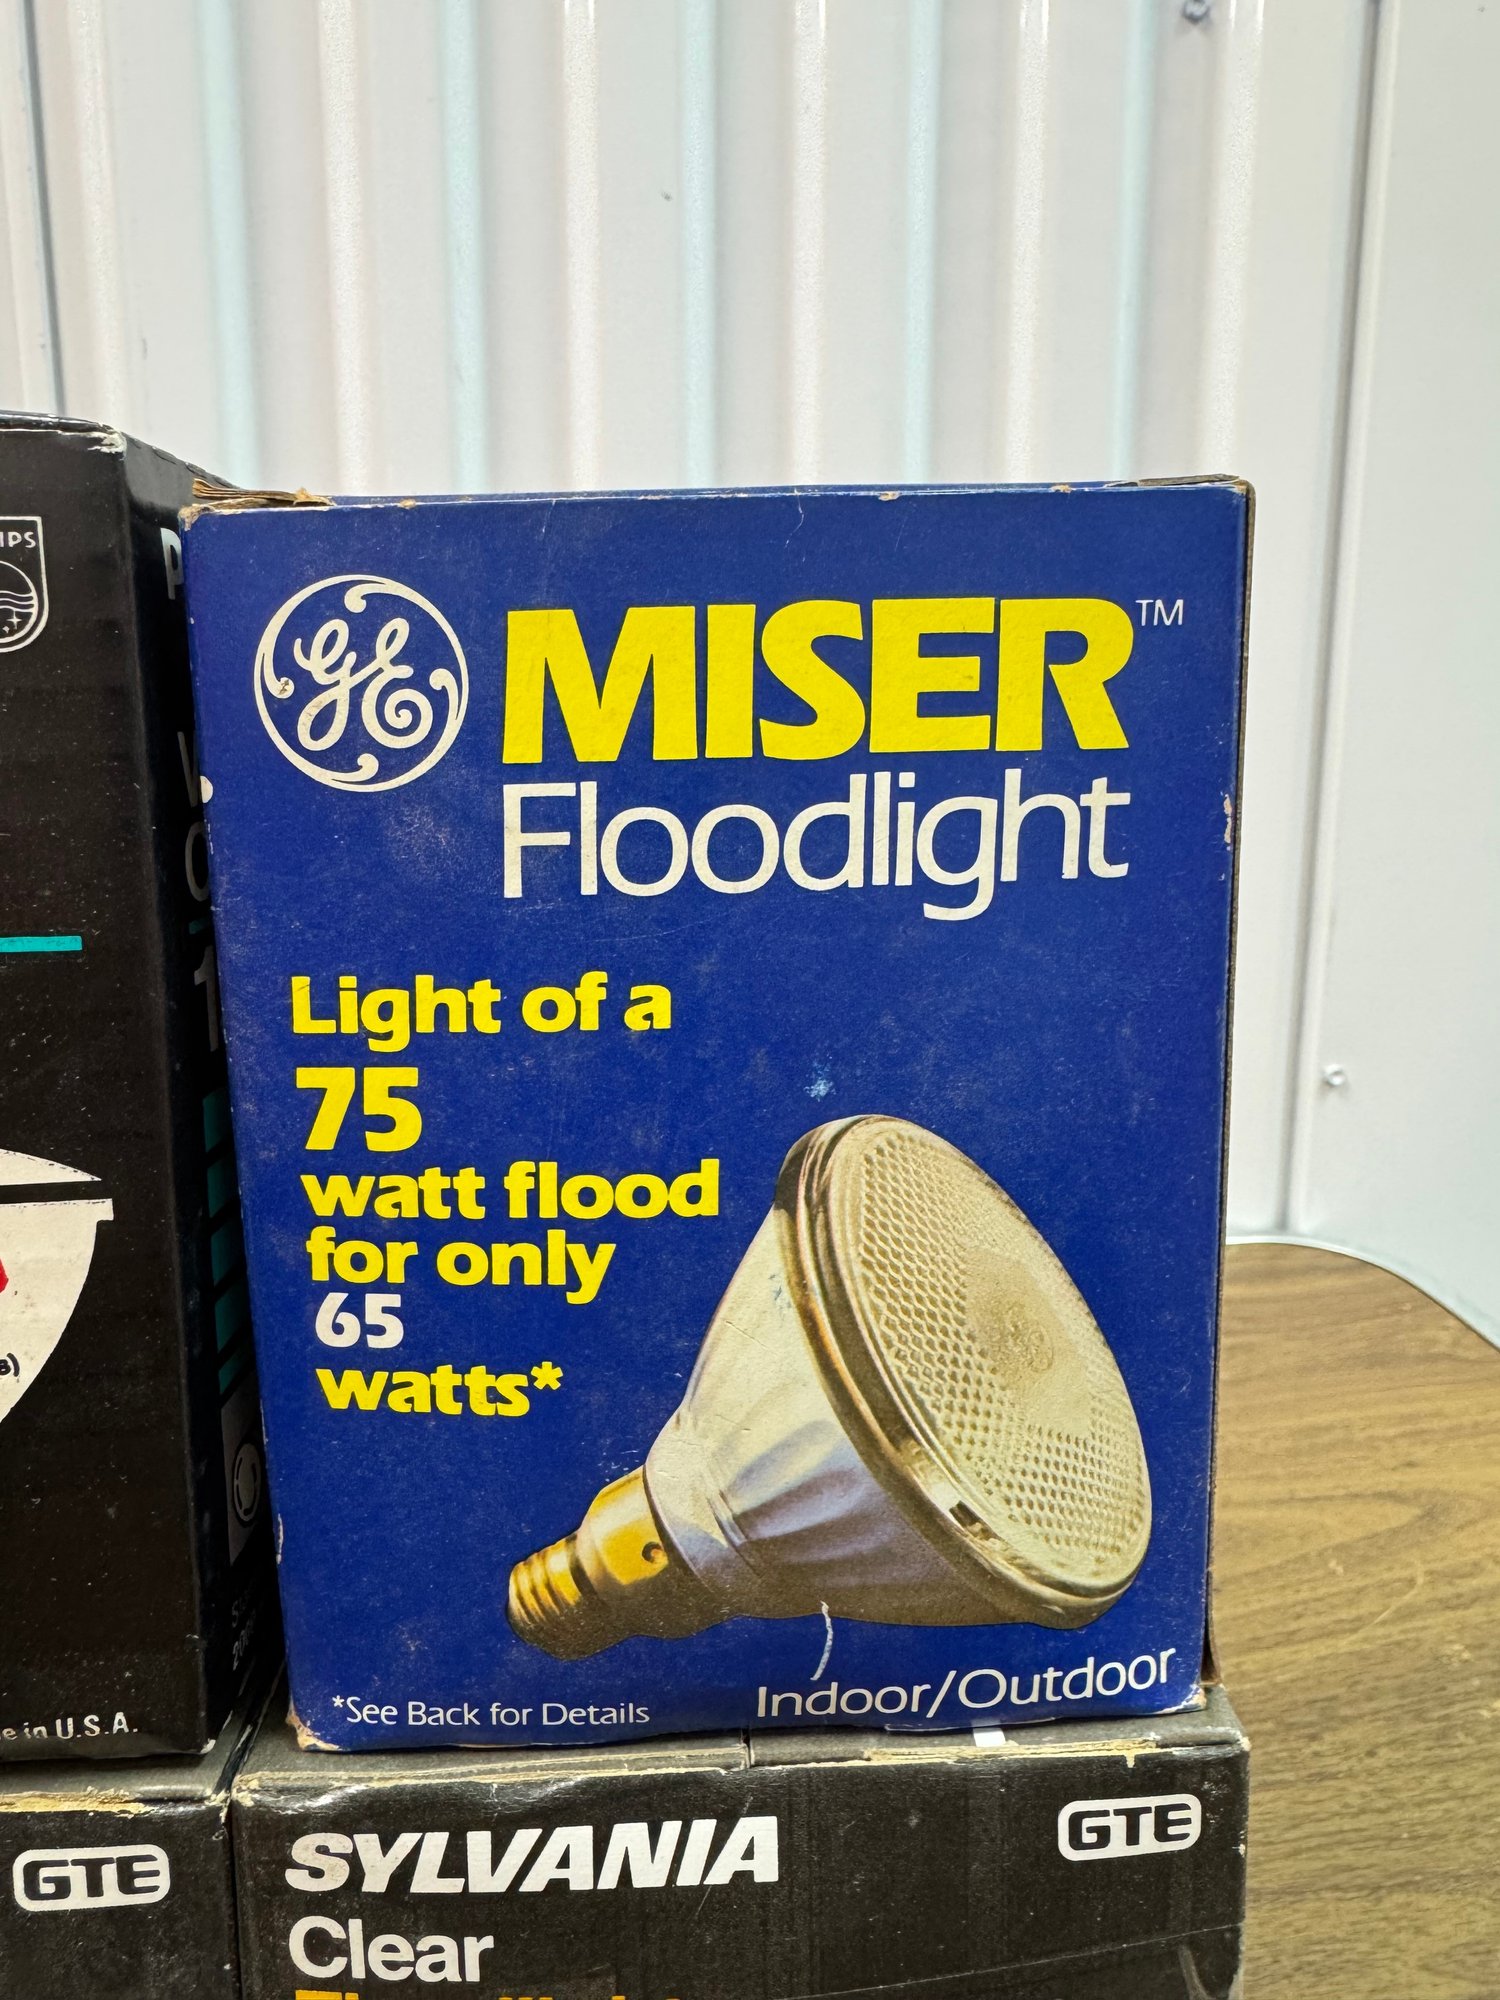 GE
MISER™
Floodlight
Light of a
75
watt flood
for only
65
watts*
*See Back for Details
Indoor/Outdoor
U.S.A.
GTE
SYLVANIA
GTE
Clear